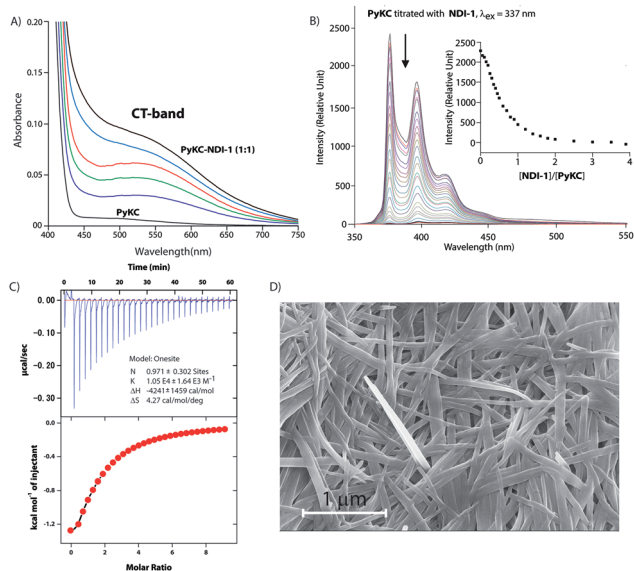 A)
0.20
0.15
0.10
0.05
00
400 450 500 550 600 650 700 750
Absorbance
Wavelength(nm)
CT-band
PyKC-NDI-1 (1:1)
PyKC
B)
PyKC titrated with NDI-1, λex = 337 nm
2500
2000
1500
1000
500
0
350 400 450 500 550
Intensity (Relative Unit)
Wavelength (nm)
2500
2000
1500
1000
500
0
0 1 2 3 4
Intensity (Relative Unit)
[NDI-1]/[PyKC]
C)
Time (min)
0 10 20 30 40 50 60
0.00
-0.10
-0.20
-0.30
µcal/sec
Model: Onesite
N 0.971 ± 0.302 Sites
K 1.05 E4 ± 1.64 E3 M⁻¹
ΔH -4241±1459 cal/mol
ΔS 4.27 cal/mol/deg
0.0
-0.4
-0.8
-1.2
kcal mol⁻¹ of injectant
0 2 4 6 8
Molar Ratio
D)
1 µm